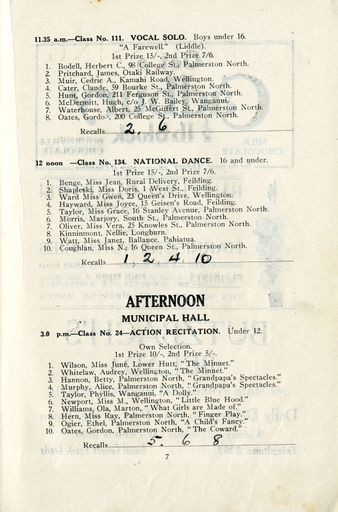 11.35 a.m.—Class No. 111. VOCAL SOLO. Boys under 16.
"A Farewell." (Liddle).
1st Prize 15/-, 2nd Prize 7/6.
1. Bodell, Herbert C., 98 College St., Palmerston North.
2. Pritchard, James, Otaki Railway.
3. Muir, Cedric A., Kamahi Road, Wellington.
4. Cater, Claude, 59 Bourke St., Palmerston North.
5. Hunt, Gordon, 211 Ferguson St., Palmerston North.
6. McDermitt, Hugh, c/o J. W. Bailey, Wanganui.
7. Waterhouse, Albert, 25 McGiffert St., Palmerston North.
8. Oates, Gordon, 200 College St., Palmerston North.
Recalls 2, 6
12 noon —Class No. 134. NATIONAL DANCE. 16 and under.
1st Prize 15/-, 2nd Prize 7/6.
1. Benge, Miss Jean, Rural Delivery, Feilding.
2. Shapleski, Miss Doris, 1 West St., Feilding.
3. Ward Miss Gwen, 23 Queen's Drive, Wellington.
4. Hayward, Miss Joyce, 15 Geisen's Road, Feilding.
5. Taylor, Miss Grace, 16 Stanley Avenue, Palmerston North.
6. Morris, Marjory, South St., Palmerston North.
7. Oliver, Miss Vera, 25 Knowles St., Palmerston North.
8. Kinnimmont, Nellie, Longburn.
9. Watt, Miss Janet, Ballance, Pahiatua.
10. Coughlan, Miss N., 16 Queen St., Palmerston North.
Recalls 1, 2 4 10
AFTERNOON
MUNICIPAL HALL
3.0 p.m.—Class No. 24—ACTION RECITATION. Under 12.
Own Selection.
1st Prize 10/-, 2nd Prize 5/-.
1. Wilson, Miss June, Lower Hutt, "The Minuet."
2. Whitelaw, Audrey, Wellington, "The Minuet."
3. Hannon, Betty, Palmerston North, "Grandpa's Spectacles."
4. Murphy, Alice, Palmerston North, "Grandpa's Spectacles."
5. Taylor, Phyllis, Wanganui, "A Dolly."
6. Newport, Miss M., Wellington, "Little Blue Hood."
7. Williams, Ola, Marton, "What Girls are Made of."
8. Hern, Miss Ray, Palmerston North, "Finger Play."
9. Ogier, Ethel, Palmerston North, "A Child's Fancy."
10. Oates, Gordon, Palmerston North, "The Coward."
Recalls 5. 6 8
7